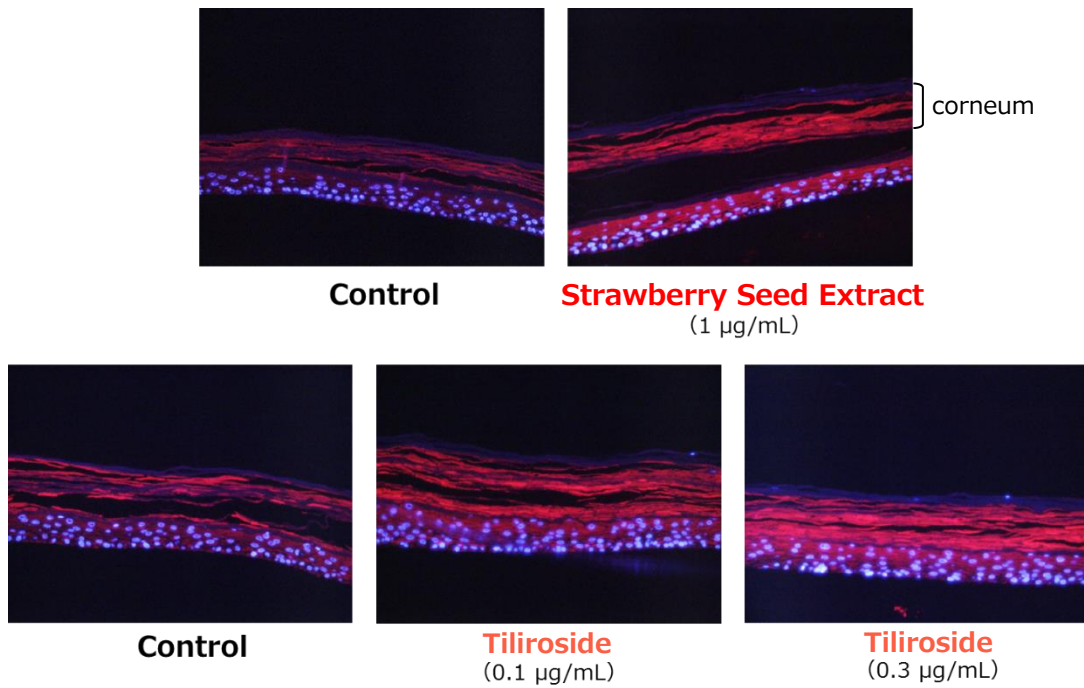 corneum
Control
Strawberry Seed Extract
（1 μg/mL）
Control
Tiliroside
(0.1 μg/mL)
Tiliroside
(0.3 μg/mL)